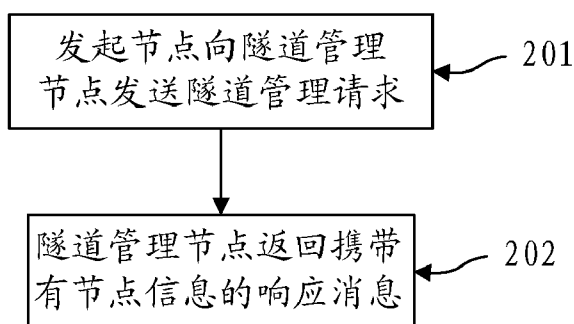 发起节点向隧道管理
节点发送隧道管理请求
201
隧道管理节点返回携带
有节点信息的响应消息
202